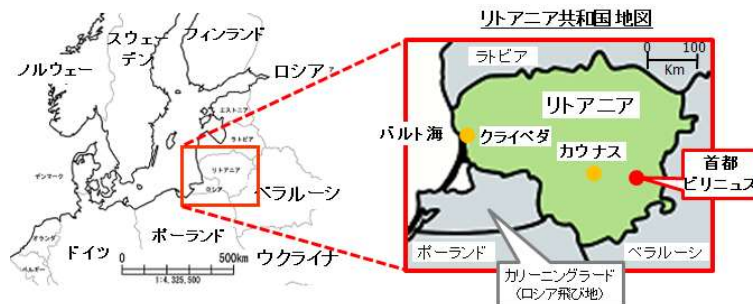 リトアニア共和国地図
スウェーデン
フィンランド
ノルウェー
ロシア
エストニア
ラトビア
リトアニア
ロシア
デンマーク
ベラルーシ
オランダ
ベルギー
ドイツ
ポーランド
ウクライナ
0
500km
1:4,325,500
ラトビア
0 100
Km
リトアニア
バルト海
クライペダ
カウナス
首都
ビリニュス
ポーランド
ベラルーシ
カリーニングラード
(ロシア飛び地)